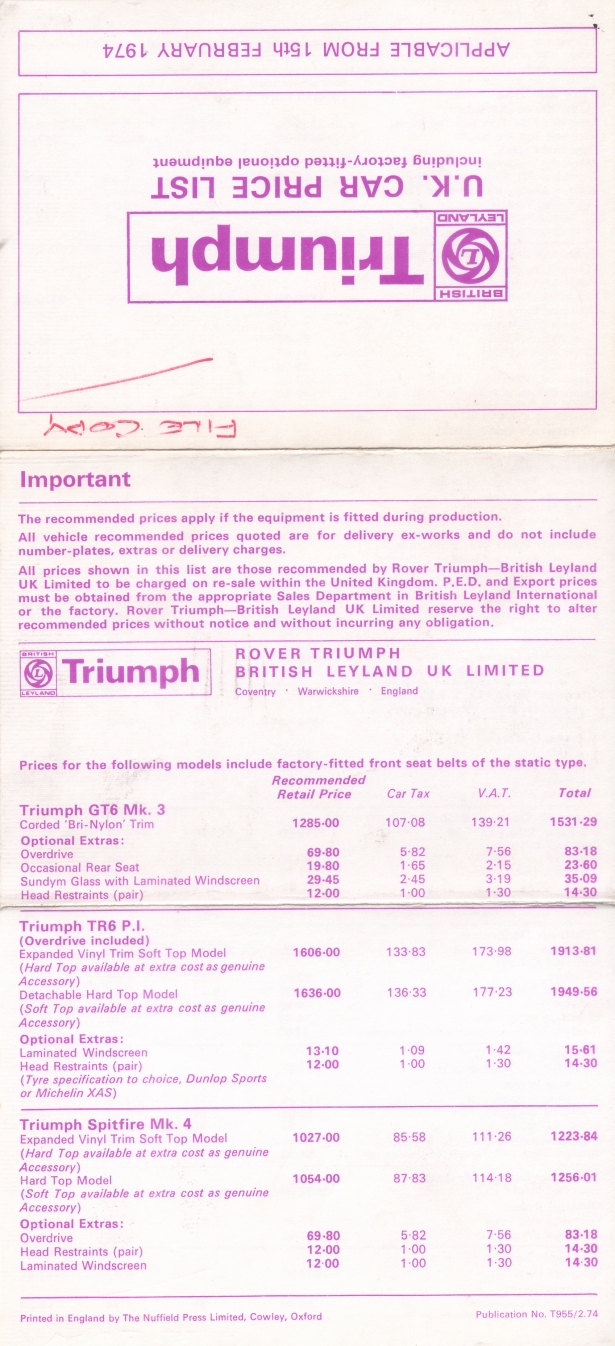 APPLICABLE FROM 15th FEBRUARY 1974
BRITISH
L
LEYLAND
Triumph
U.K. CAR PRICE LIST
including factory-fitted optional equipment
FILE COPY
Important
The recommended prices apply if the equipment is fitted during production.
All vehicle recommended prices quoted are for delivery ex-works and do not include
number-plates, extras or delivery charges.
All prices shown in this list are those recommended by Rover Triumph—British Leyland
UK Limited to be charged on re-sale within the United Kingdom. P.E.D. and Export prices
must be obtained from the appropriate Sales Department in British Leyland International
or the factory. Rover Triumph—British Leyland UK Limited reserve the right to alter
recommended prices without notice and without incurring any obligation.
BRITISH
L
LEYLAND
Triumph
ROVER TRIUMPH
BRITISH LEYLAND UK LIMITED
Coventry · Warwickshire · England
Prices for the following models include factory-fitted front seat belts of the static type.
Recommended
Retail Price Car Tax V.A.T. Total
Triumph GT6 Mk. 3
Corded 'Bri-Nylon' Trim 1285·00 107·08 139·21 1531·29
Optional Extras:
Overdrive 69·80 5·82 7·56 83·18
Occasional Rear Seat 19·80 1·65 2·15 23·60
Sundym Glass with Laminated Windscreen 29·45 2·45 3·19 35·09
Head Restraints (pair) 12·00 1·00 1·30 14·30
Triumph TR6 P.I.
(Overdrive included)
Expanded Vinyl Trim Soft Top Model 1606·00 133·83 173·98 1913·81
(Hard Top available at extra cost as genuine
Accessory)
Detachable Hard Top Model 1636·00 136·33 177·23 1949·56
(Soft Top available at extra cost as genuine
Accessory)
Optional Extras:
Laminated Windscreen 13·10 1·09 1·42 15·61
Head Restraints (pair) 12·00 1·00 1·30 14·30
(Tyre specification to choice, Dunlop Sports
or Michelin XAS)
Triumph Spitfire Mk. 4
Expanded Vinyl Trim Soft Top Model 1027·00 85·58 111·26 1223·84
(Hard Top available at extra cost as genuine
Accessory)
Hard Top Model 1054·00 87·83 114·18 1256·01
(Soft Top available at extra cost as genuine
Accessory)
Optional Extras:
Overdrive 69·80 5·82 7·56 83·18
Head Restraints (pair) 12·00 1·00 1·30 14·30
Laminated Windscreen 12·00 1·00 1·30 14·30
Printed in England by The Nuffield Press Limited, Cowley, Oxford Publication No. T955/2.74